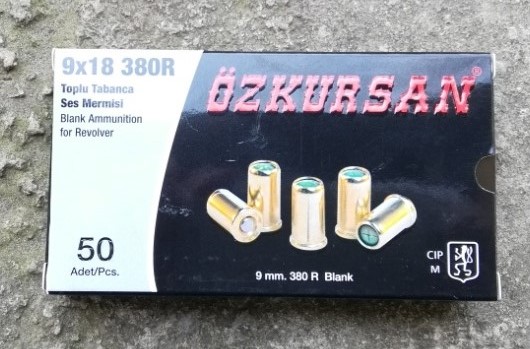 9x18 380R
Toplu Tabanca
Ses Mermisi
Blank Ammunition
for Revolver
ÖZKURSAN®
50
Adet/Pcs.
9 mm. 380 R Blank
CIP
M